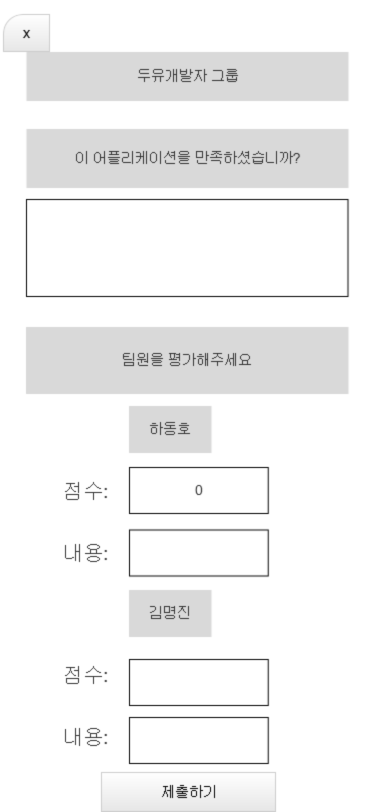 x
두유개발자 그룹
이 어플리케이션을 만족하셨습니까?
팀원을 평가해주세요
하동호
점수: 0
내용:
김명진
점수:
내용:
제출하기